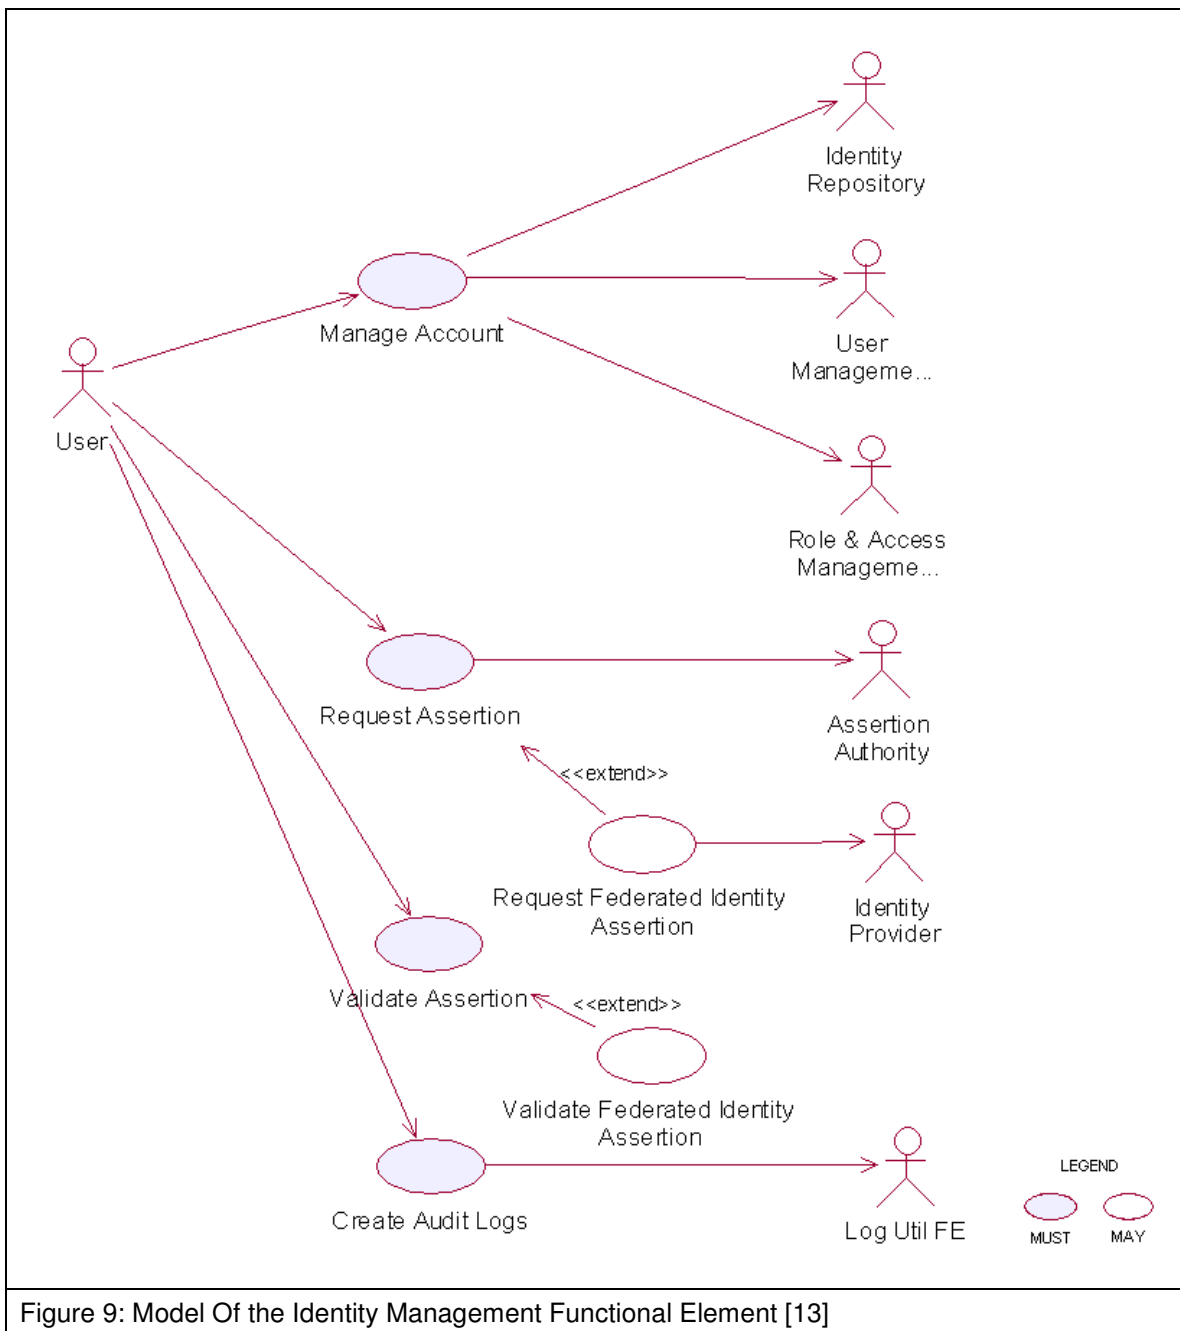 Identity
Repository
Manage Account
User
Manageme...
User
Role & Access
Manageme...
Request Assertion
Assertion
Authority
<<extend>>
Request Federated Identity
Assertion
Identity
Provider
Validate Assertion
<<extend>>
Validate Federated Identity
Assertion
Create Audit Logs
Log Util FE
LEGEND
MUST
MAY
Figure 9: Model Of the Identity Management Functional Element [13]